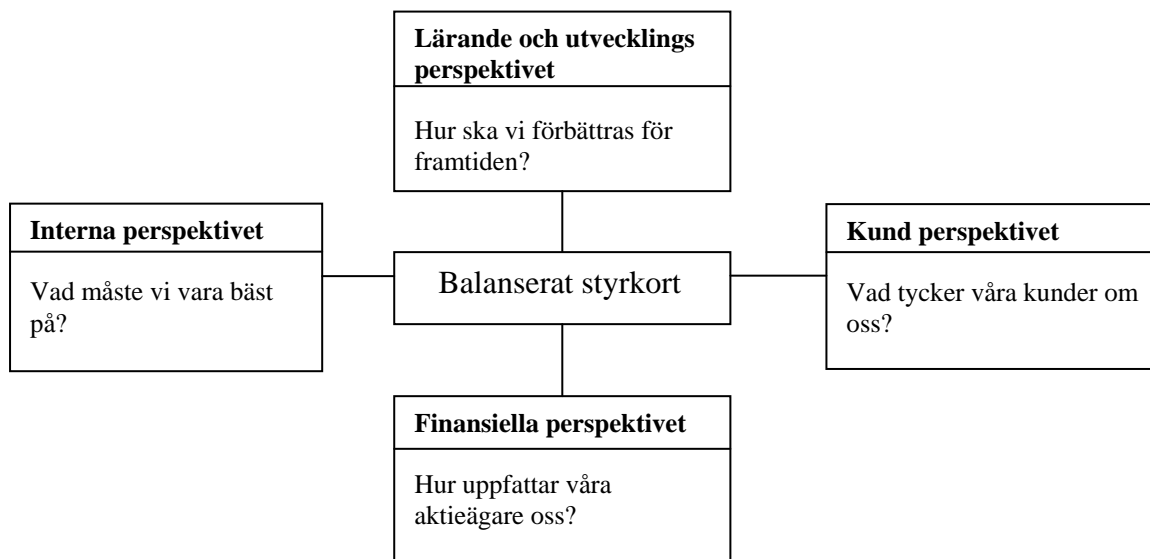 Lärande och utvecklings
perspektivet
Hur ska vi förbättras för
framtiden?
Interna perspektivet
Vad måste vi vara bäst
på?
Balanserat styrkort
Kund perspektivet
Vad tycker våra kunder om
oss?
Finansiella perspektivet
Hur uppfattar våra
aktieägare oss?